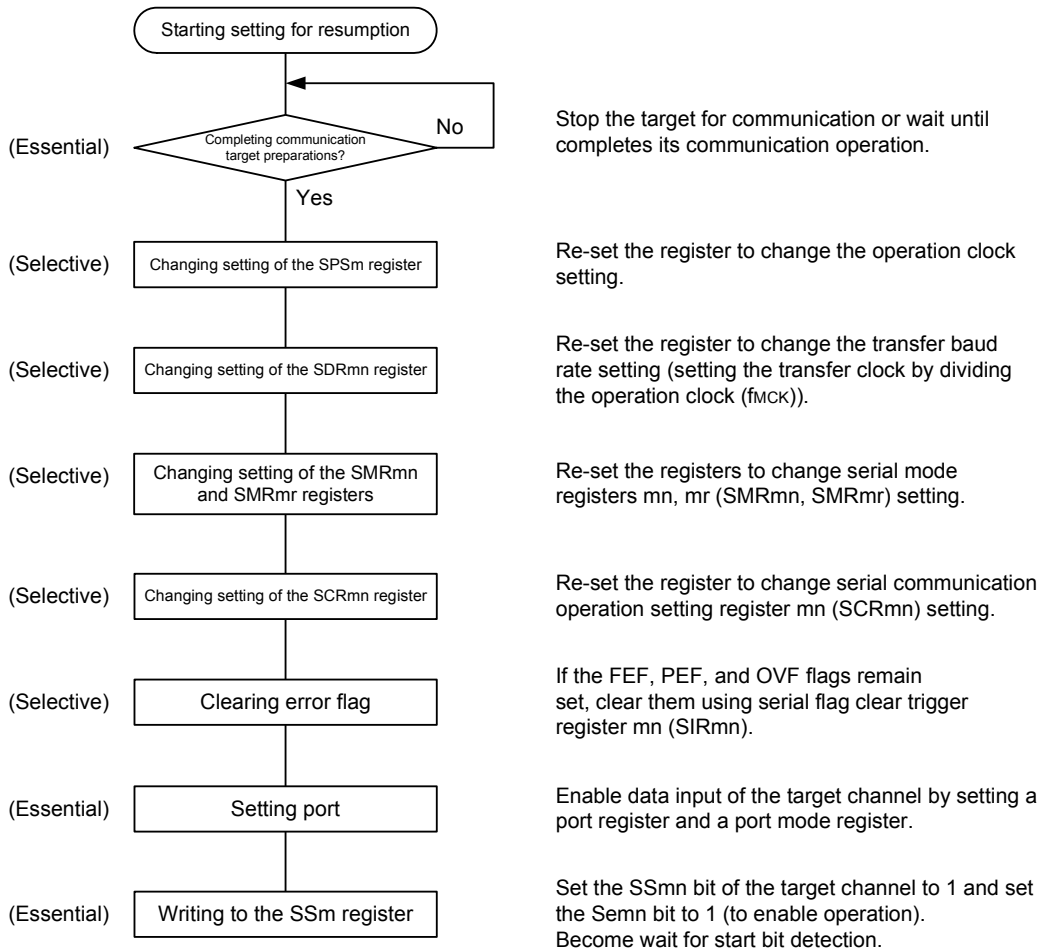 Starting setting for resumption
(Essential)
Completing communication
target preparations?
No
Stop the target for communication or wait until
completes its communication operation.
Yes
(Selective)
Changing setting of the SPSm register
Re-set the register to change the operation clock
setting.
(Selective)
Changing setting of the SDRmn register
Re-set the register to change the transfer baud
rate setting (setting the transfer clock by dividing
the operation clock (fMCK)).
(Selective)
Changing setting of the SMRmn
and SMRmr registers
Re-set the registers to change serial mode
registers mn, mr (SMRmn, SMRmr) setting.
(Selective)
Changing setting of the SCRmn register
Re-set the register to change serial communication
operation setting register mn (SCRmn) setting.
(Selective)
Clearing error flag
If the FEF, PEF, and OVF flags remain
set, clear them using serial flag clear trigger
register mn (SIRmn).
(Essential)
Setting port
Enable data input of the target channel by setting a
port register and a port mode register.
(Essential)
Writing to the SSm register
Set the SSmn bit of the target channel to 1 and set
the Semn bit to 1 (to enable operation).
Become wait for start bit detection.